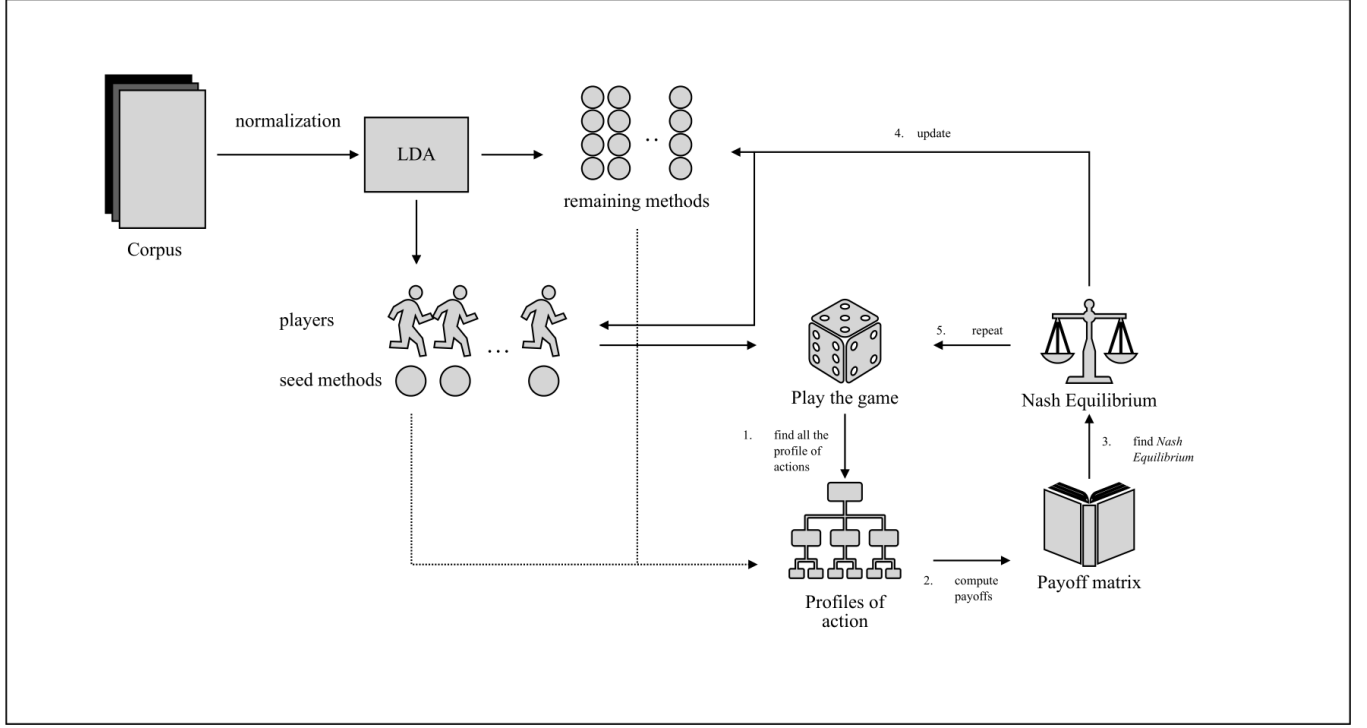 normalization
LDA
Corpus
remaining methods
4. update
players
seed methods
5. repeat
Play the game
Nash Equilibrium
1. find all the
profile of
actions
3. find Nash
Equilibrium
2. compute
payoffs
Payoff matrix
Profiles of
action